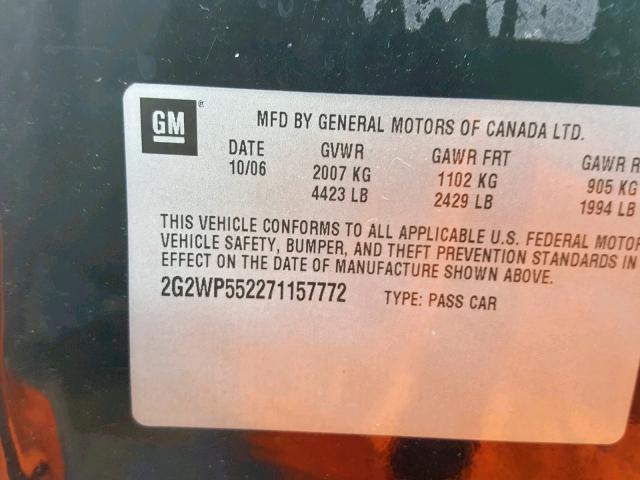 GM ®
MFD BY GENERAL MOTORS OF CANADA LTD.
DATE GVWR GAWR FRT GAWR R
10/06 2007 KG 1102 KG 905 KG
4423 LB 2429 LB 1994 LB
THIS VEHICLE CONFORMS TO ALL APPLICABLE U.S. FEDERAL MOTOR
VEHICLE SAFETY, BUMPER, AND THEFT PREVENTION STANDARDS IN
EFFECT ON THE DATE OF MANUFACTURE SHOWN ABOVE.
2G2WP552271157772 TYPE: PASS CAR